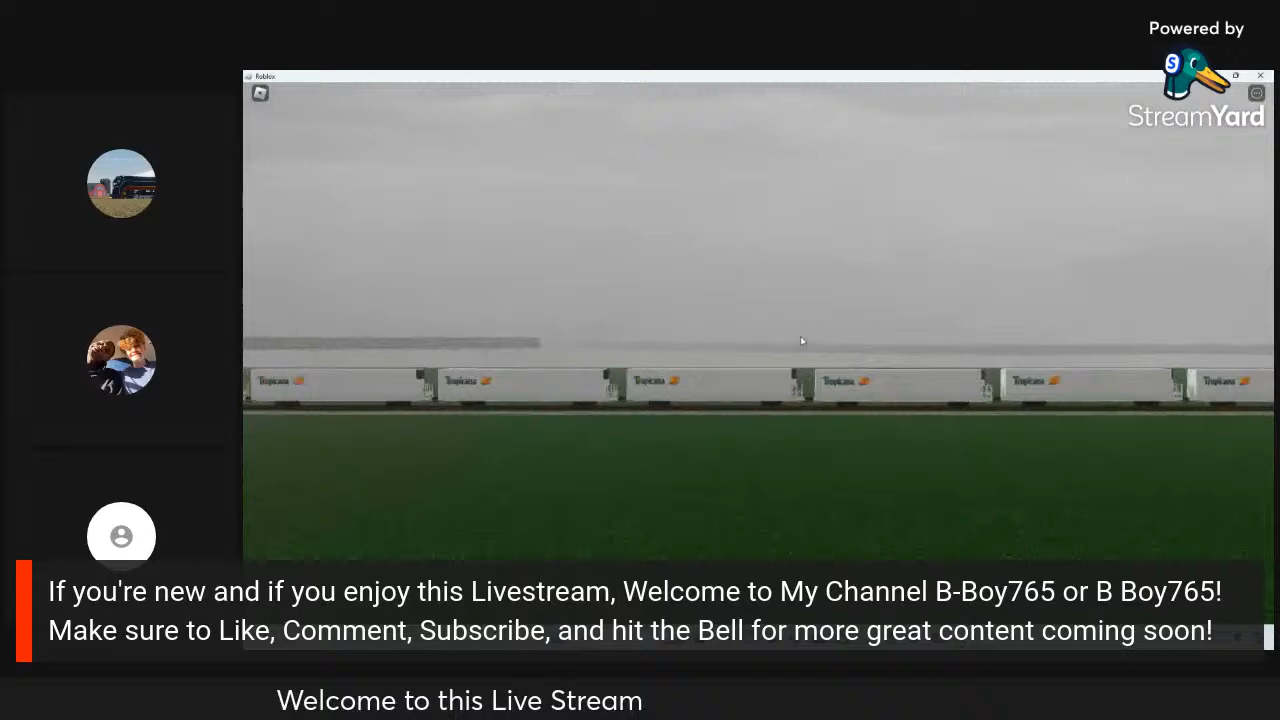 Powered by
StreamYard
Roblox
Tropicana
Tropicana
Tropicana
Tropicana
Tropicana
Tropicana
If you're new and if you enjoy this Livestream, Welcome to My Channel B-Boy765 or B Boy765!
Make sure to Like, Comment, Subscribe, and hit the Bell for more great content coming soon!
Welcome to this Live Stream